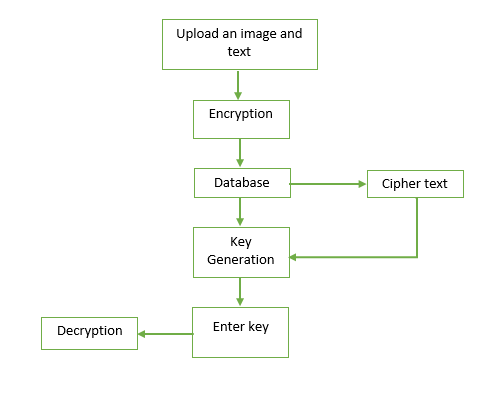 Upload an image and
text
Encryption
Database
Cipher text
Key
Generation
Enter key
Decryption